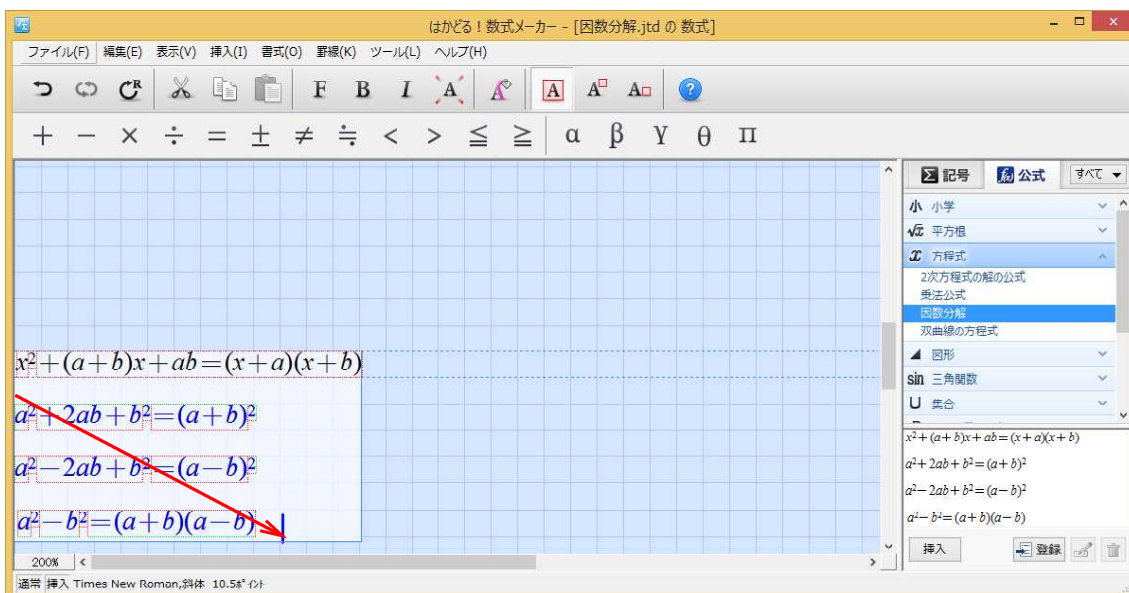 はかどる！数式メーカー - [因数分解.jtd の 数式]
ファイル(F) 編集(E) 表示(V) 挿入(I) 書式(O) 罫線(K) ツール(L) ヘルプ(H)
C^R F B I A A A A A ?
+ − × ÷ = ± ≠ ≒ < > ≦ ≧ α β γ θ π
x²+(a+b)x+ab=(x+a)(x+b)
a²+2ab+b²=(a+b)²
a²−2ab+b²=(a−b)²
a²−b²=(a+b)(a−b)
Σ 記号 f(x) 公式 すべて
小 小学
√x 平方根
x 方程式
2次方程式の解の公式
乗法公式
因数分解
双曲線の方程式
図形
sin 三角関数
U 集合
x²+(a+b)x+ab=(x+a)(x+b)
a²+2ab+b²=(a+b)²
a²−2ab+b²=(a−b)²
a²−b²=(a+b)(a−b)
挿入 登録
200%
通常 挿入 Times New Roman,斜体 10.5ポイント